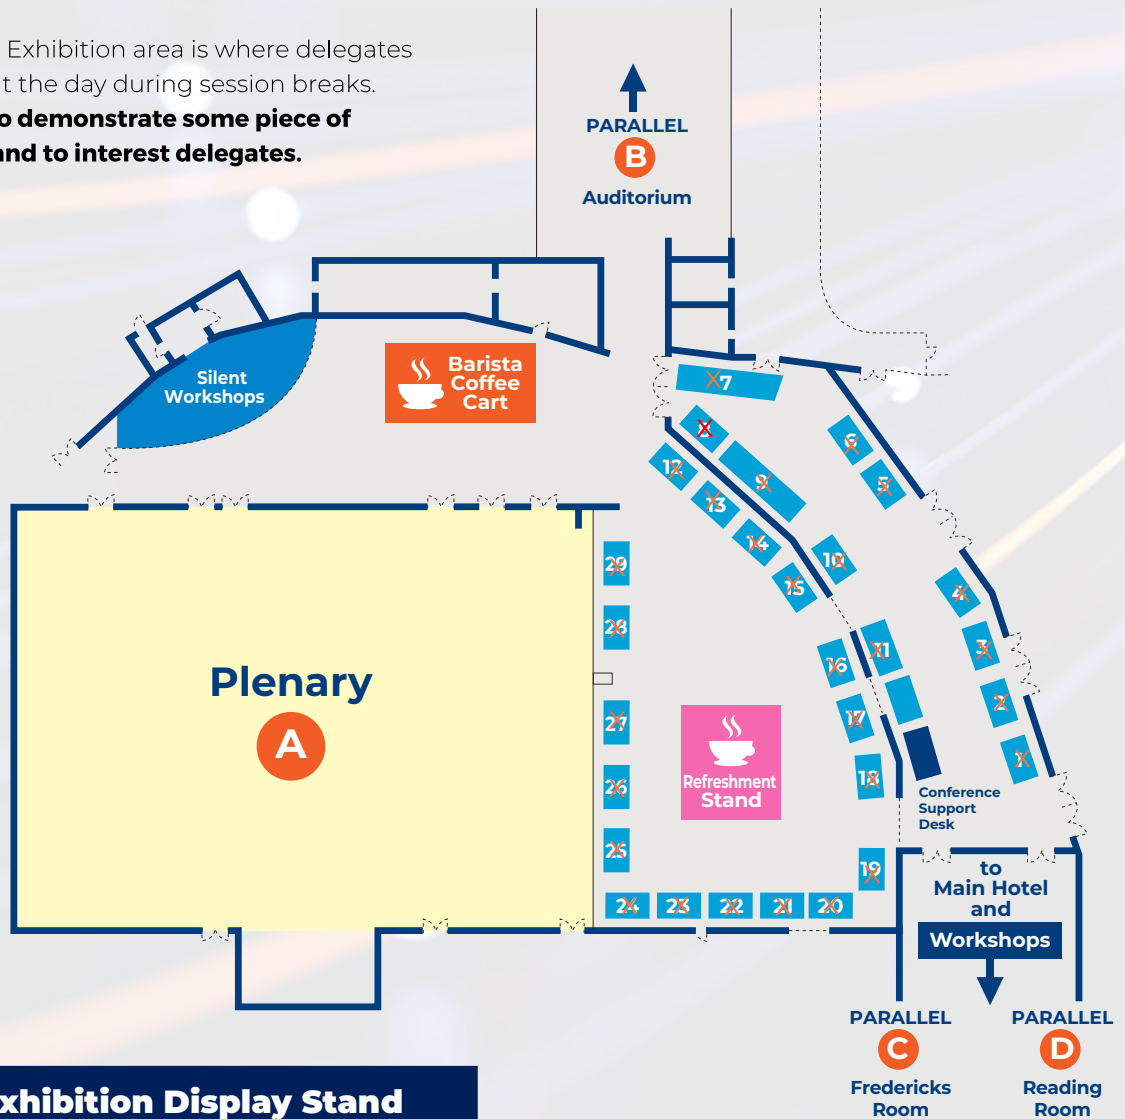 Exhibition area is where delegates
t the day during session breaks.
o demonstrate some piece of
and to interest delegates.
PARALLEL
B
Auditorium
Silent
Workshops
Barista
Coffee
Cart
7
8
6
5
12
9
13
14
10
15
29
28
4
3
11
16
2
17
1
18
27
26
25
Plenary
A
Refreshment
Stand
Conference
Support
Desk
19
24
23
22
21
20
to
Main Hotel
and
Workshops
PARALLEL
C
Fredericks
Room
PARALLEL
D
Reading
Room
xhibition Display Stand